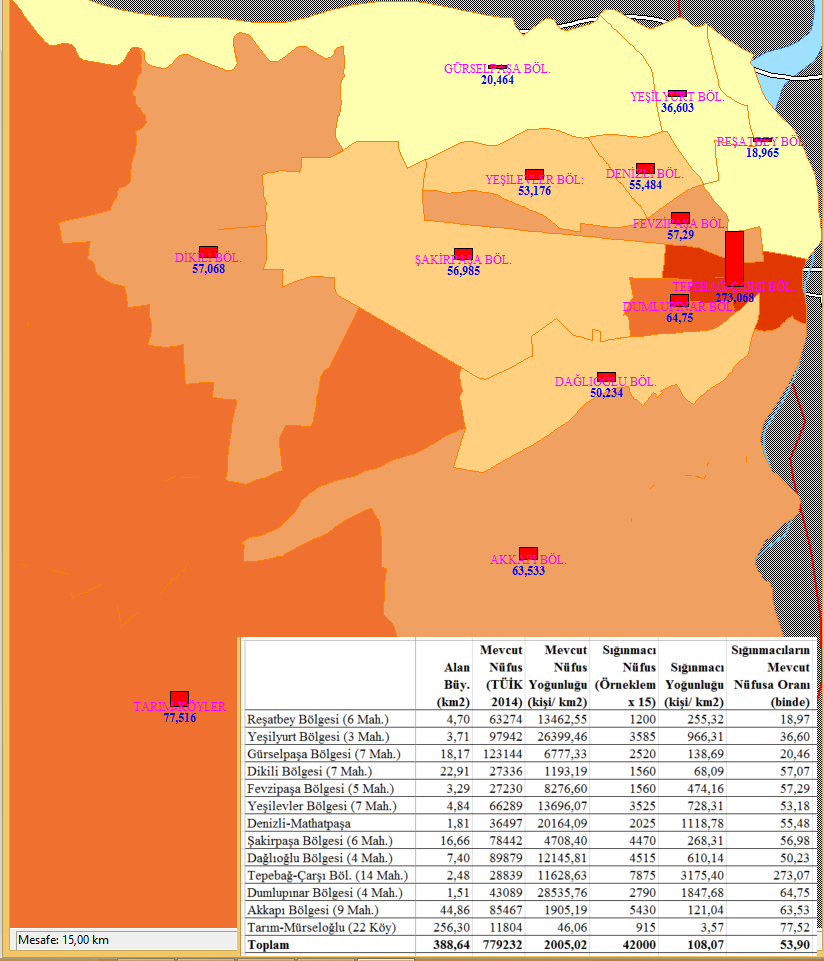 GÜRSELPAŞA BÖL.
20,464
YEŞİLYURT BÖL.
36,603
REŞATBEY BÖL
18,965
YEŞİLEVLER BÖL:
53,176
DENİZLİ BÖL.
55,484
FEVZİPAŞA BÖL.
57,29
DİKİLİ BÖL.
57,068
ŞAKİRPAŞA BÖL.
56,985
TEPEBAĞ-ÇARŞI BÖL.
273,068
DUMLUPINAR BÖL.
64,75
DAĞLIOĞLU BÖL.
50,234
AKKAPI BÖL.
63,533
TARIM-KÖYLER
77,516
Mesafe: 15,00 km
Alan Büy. (km2) Mevcut Nüfus (TÜİK 2014) Mevcut Nüfus Yoğunluğu (kişi/ km2) Sığınmacı Nüfus (Örneklem x 15) Sığınmacı Yoğunluğu (kişi/ km2) Sığınmacıların Mevcut Nüfusa Oranı (binde)
Reşatbey Bölgesi (6 Mah.) 4,70 63274 13462,55 1200 255,32 18,97
Yeşilyurt Bölgesi (3 Mah.) 3,71 97942 26399,46 3585 966,31 36,60
Gürselpaşa Bölgesi (7 Mah.) 18,17 123144 6777,33 2520 138,69 20,46
Dikili Bölgesi (7 Mah.) 22,91 27336 1193,19 1560 68,09 57,07
Fevzipaşa Bölgesi (5 Mah.) 3,29 27230 8276,60 1560 474,16 57,29
Yeşilevler Bölgesi (7 Mah.) 4,84 66289 13696,07 3525 728,31 53,18
Denizli-Mathatpaşa 1,81 36497 20164,09 2025 1118,78 55,48
Şakirpaşa Bölgesi (6 Mah.) 16,66 78442 4708,40 4470 268,31 56,98
Dağlıoğlu Bölgesi (4 Mah.) 7,40 89879 12145,81 4515 610,14 50,23
Tepebağ-Çarşı Böl. (14 Mah.) 2,48 28839 11628,63 7875 3175,40 273,07
Dumlupınar Bölgesi (4 Mah.) 1,51 43089 28535,76 2790 1847,68 64,75
Akkapı Bölgesi (9 Mah.) 44,86 85467 1905,19 5430 121,04 63,53
Tarım-Mürseloğlu (22 Köy) 256,30 11804 46,06 915 3,57 77,52
Toplam 388,64 779232 2005,02 42000 108,07 53,90